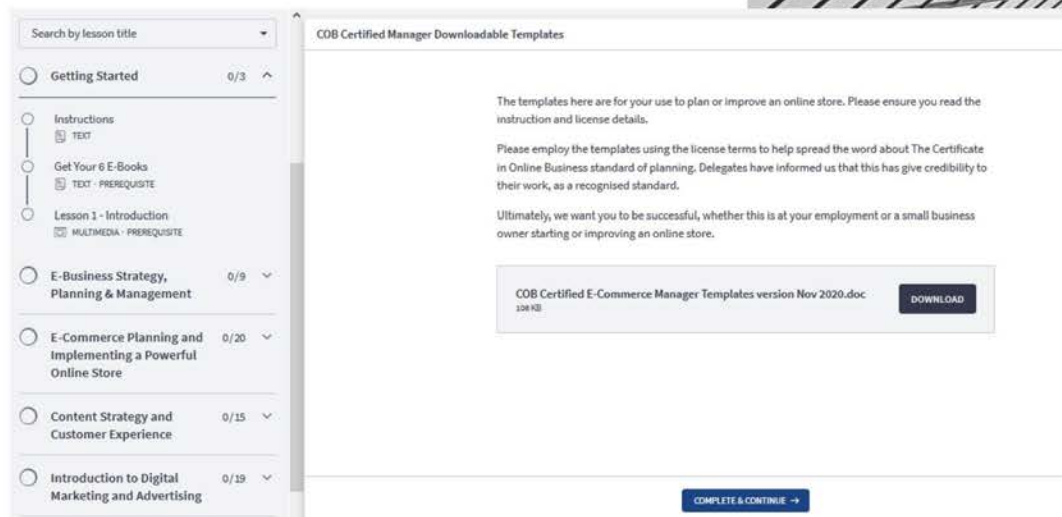 Search by lesson title
Getting Started 0/3
Instructions
TEXT
Get Your 6 E-Books
TEXT · PREREQUISITE
Lesson 1 - Introduction
MULTIMEDIA · PREREQUISITE
E-Business Strategy, 0/9
Planning & Management
E-Commerce Planning and 0/20
Implementing a Powerful
Online Store
Content Strategy and 0/15
Customer Experience
Introduction to Digital 0/19
Marketing and Advertising
COB Certified Manager Downloadable Templates
The templates here are for your use to plan or improve an online store. Please ensure you read the
instruction and license details.
Please employ the templates using the license terms to help spread the word about The Certificate
in Online Business standard of planning. Delegates have informed us that this has give credibility to
their work, as a recognised standard.
Ultimately, we want you to be successful, whether this is at your employment or a small business
owner starting or improving an online store.
COB Certified E-Commerce Manager Templates version Nov 2020.doc
108 KB
DOWNLOAD
COMPLETE & CONTINUE →